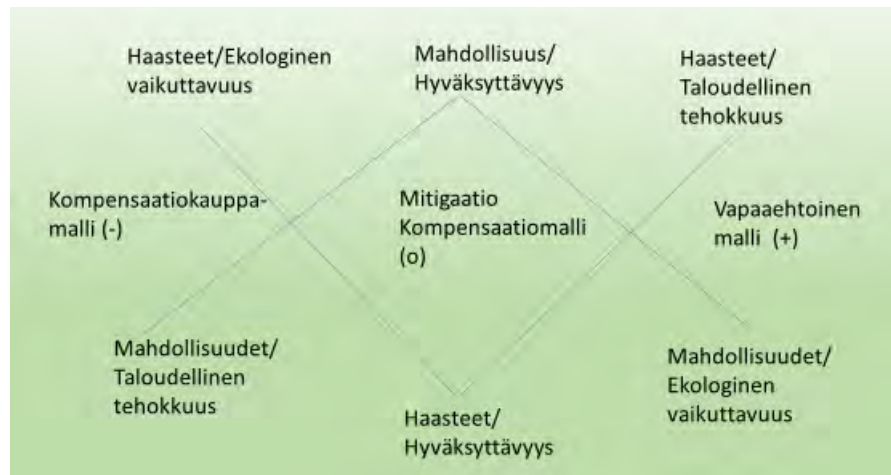 Haasteet/Ekologinen
vaikuttavuus
Mahdollisuus/
Hyväksyttävyys
Haasteet/
Taloudellinen
tehokkuus
Kompensaatiokauppa-
malli (-)
Mitigaatio
Kompensaatiomalli
(o)
Vapaaehtoinen
malli (+)
Mahdollisuudet/
Taloudellinen
tehokkuus
Haasteet/
Hyväksyttävyys
Mahdollisuudet/
Ekologinen
vaikuttavuus